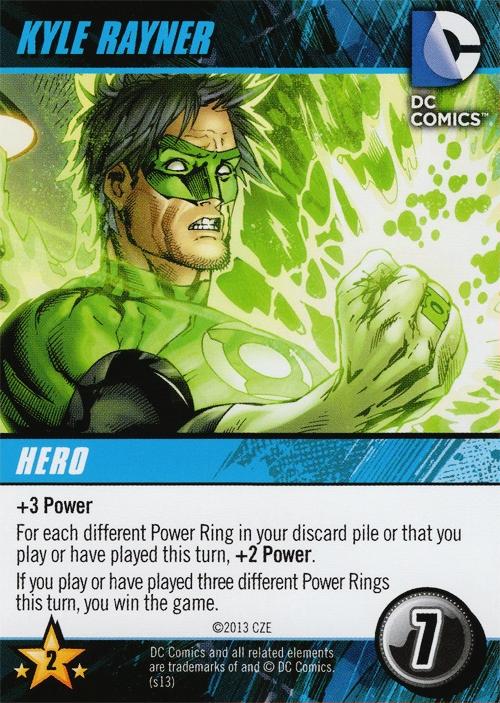 KYLE RAYNER
DC
COMICS™
HERO
+3 Power
For each different Power Ring in your discard pile or that you
play or have played this turn, +2 Power.
If you play or have played three different Power Rings
this turn, you win the game.
©2013 CZE
2
DC Comics and all related elements
are trademarks of and © DC Comics.
(s13)
7